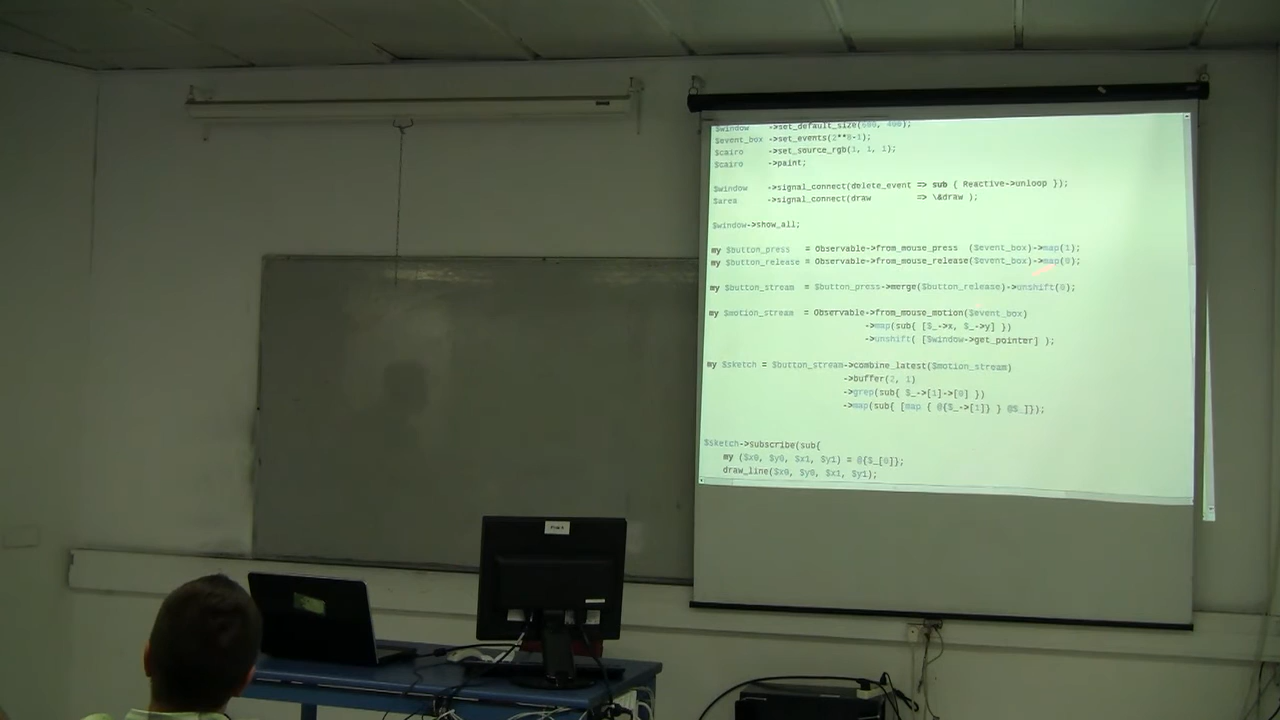 $window    ->set_default_size(600, 400);
$event_box ->set_events(2**8-1);
$cairo     ->set_source_rgb(1, 1, 1);
$cairo     ->paint;
$window    ->signal_connect(delete_event => sub { Reactive->unloop });
$area      ->signal_connect(draw         => \&draw );
$window->show_all;
my $button_press   = Observable->from_mouse_press  ($event_box)->map(1);
my $button_release = Observable->from_mouse_release($event_box)->map(0);
my $button_stream  = $button_press->merge($button_release)->unshift(0);
my $motion_stream  = Observable->from_mouse_motion($event_box)
->map(sub{ [$_->x, $_->y] })
->unshift( [$window->get_pointer] );
my $sketch = $button_stream->combine_latest($motion_stream)
->buffer(2, 1)
->grep(sub{ $_->[1]->[0] })
->map(sub{ [map { @{$_->[1]} } @$_]});
$sketch->subscribe(sub{
my ($x0, $y0, $x1, $y1) = @{$_[0]};
draw_line($x0, $y0, $x1, $y1);